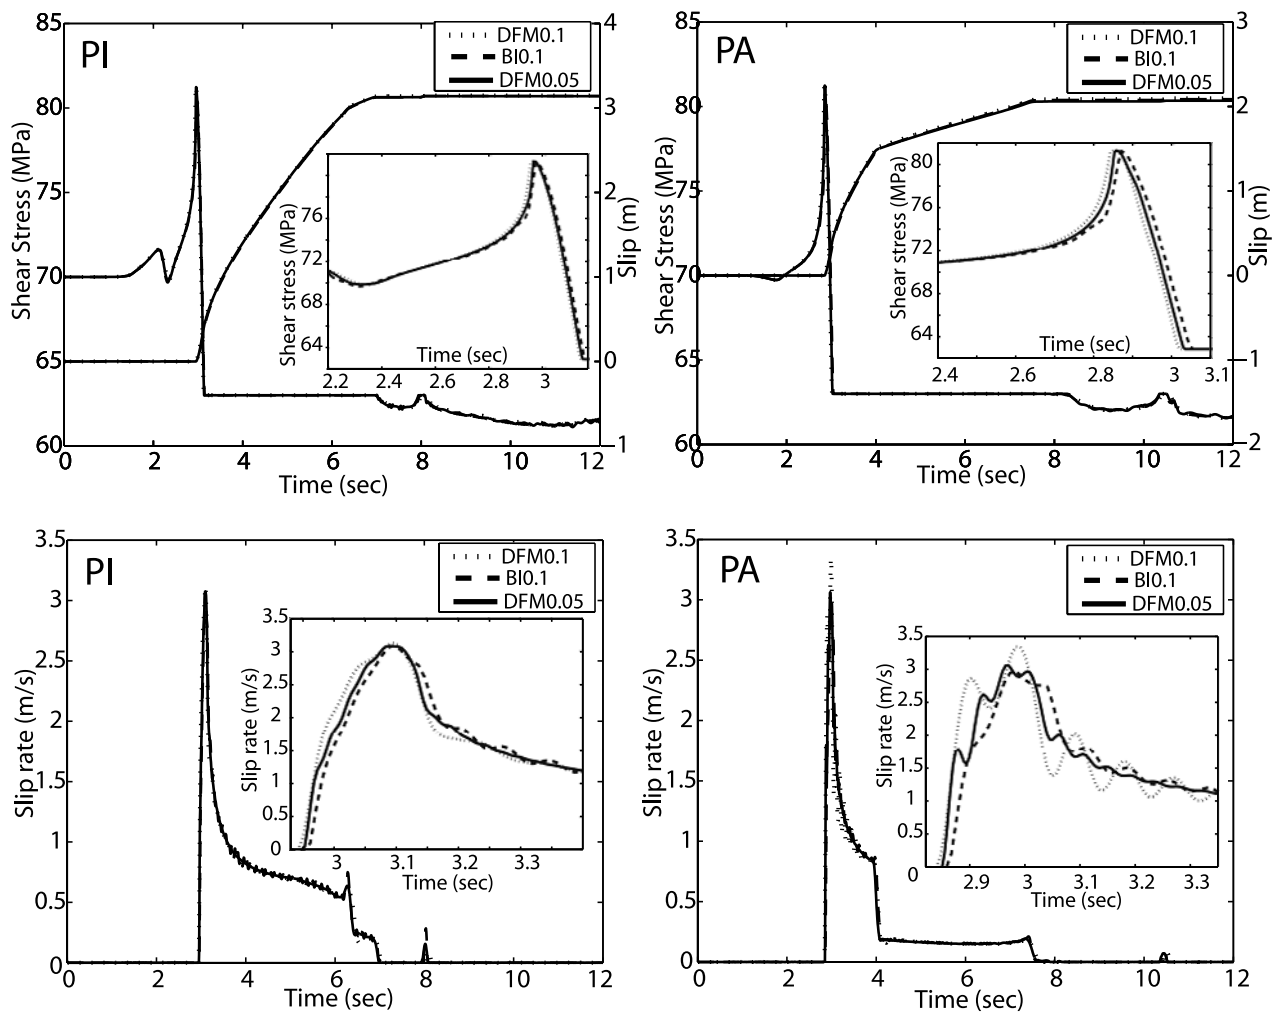 PI
DFM0.1
BI0.1
DFM0.05
Shear Stress (MPa)
85
80
75
70
65
60
Slip (m)
4
3
2
1
0
-1
0 2 4 6 8 10 12
Time (sec)
Shear stress (MPa)
76
72
68
64
2.2 2.4 2.6 2.8 3
Time (sec)
PA
DFM0.1
BI0.1
DFM0.05
Shear Stress (MPa)
85
80
75
70
65
60
Slip (m)
3
2
1
0
−1
−2
0 2 4 6 8 10 12
Time (sec)
Shear stress (MPa)
80
76
72
68
64
2.4 2.6 2.8 3 3.1
Time (sec)
PI
DFM0.1
BI0.1
DFM0.05
Slip rate (m/s)
3.5
3
2.5
2
1.5
1
0.5
0
0 2 4 6 8 10 12
Time (sec)
Slip rate (m/s)
3.5
3
2.5
2
1.5
1
0.5
0
3 3.1 3.2 3.3
Time (sec)
PA
DFM0.1
BI0.1
DFM0.05
Slip rate (m/s)
3.5
3
2.5
2
1.5
1
0.5
0
0 2 4 6 8 10 12
Time (sec)
Slip rate (m/s)
3.5
3
2.5
2
1.5
1
0.5
0
2.9 3 3.1 3.2 3.3
Time (sec)